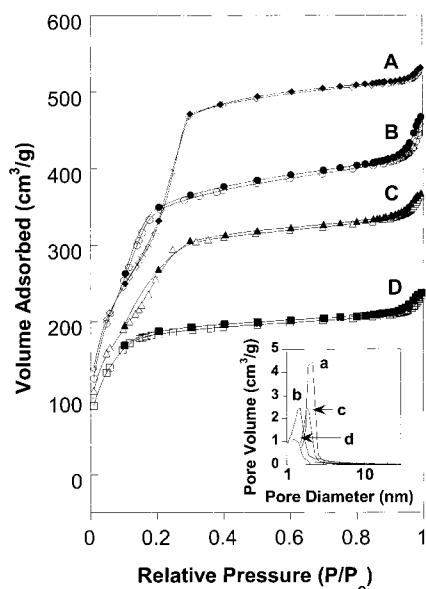 600
500
400
300
200
100
0
Volume Adsorbed (cm³/g)
A
B
C
D
5
4
3
2
1
0
Pore Volume (cm³/g)
a
b
c
d
1
10
Pore Diameter (nm)
0
0.2
0.4
0.6
0.8
1
Relative Pressure (P/P₀)